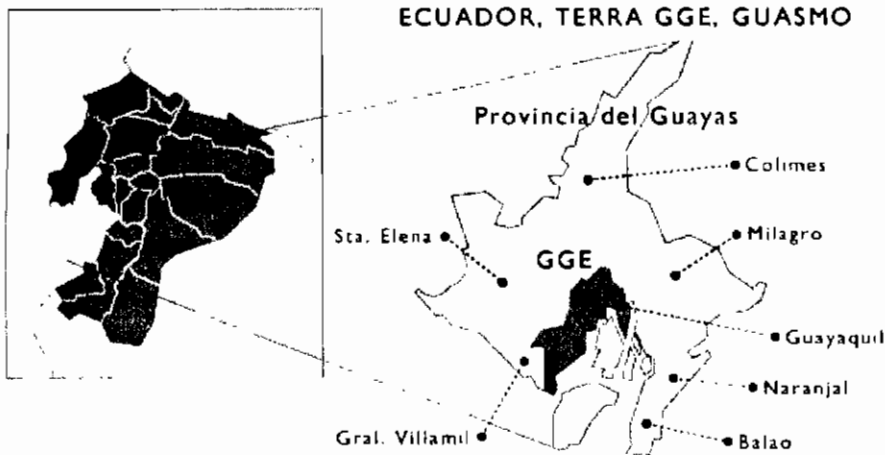 ECUADOR, TERRA GGE, GUASMO
Provincia del Guayas
Colimes
Sta. Elena
Milagro
GGE
Guayaquil
Naranjal
Gral. Villamil
Balao